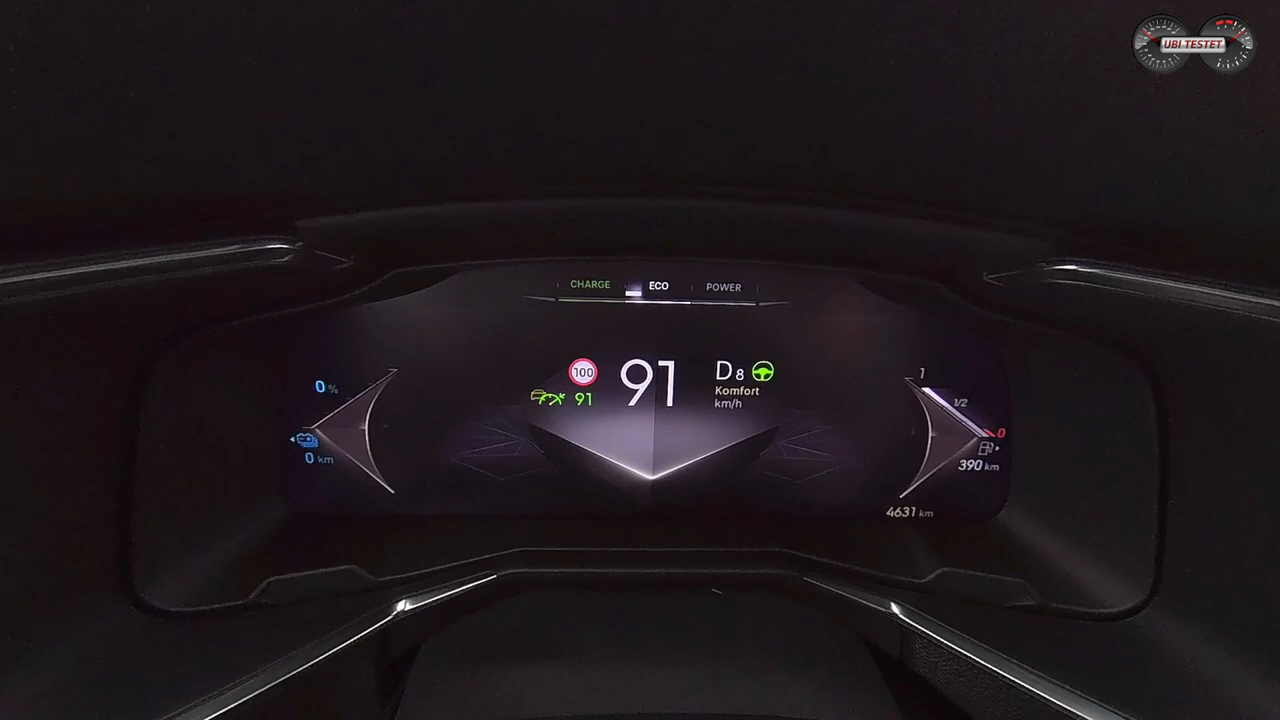 UBI TESTET
CHARGE ECO POWER
0 %
100
91
91
D8
Komfort
km/h
1
1/2
0
0 km
390 km
4631 km